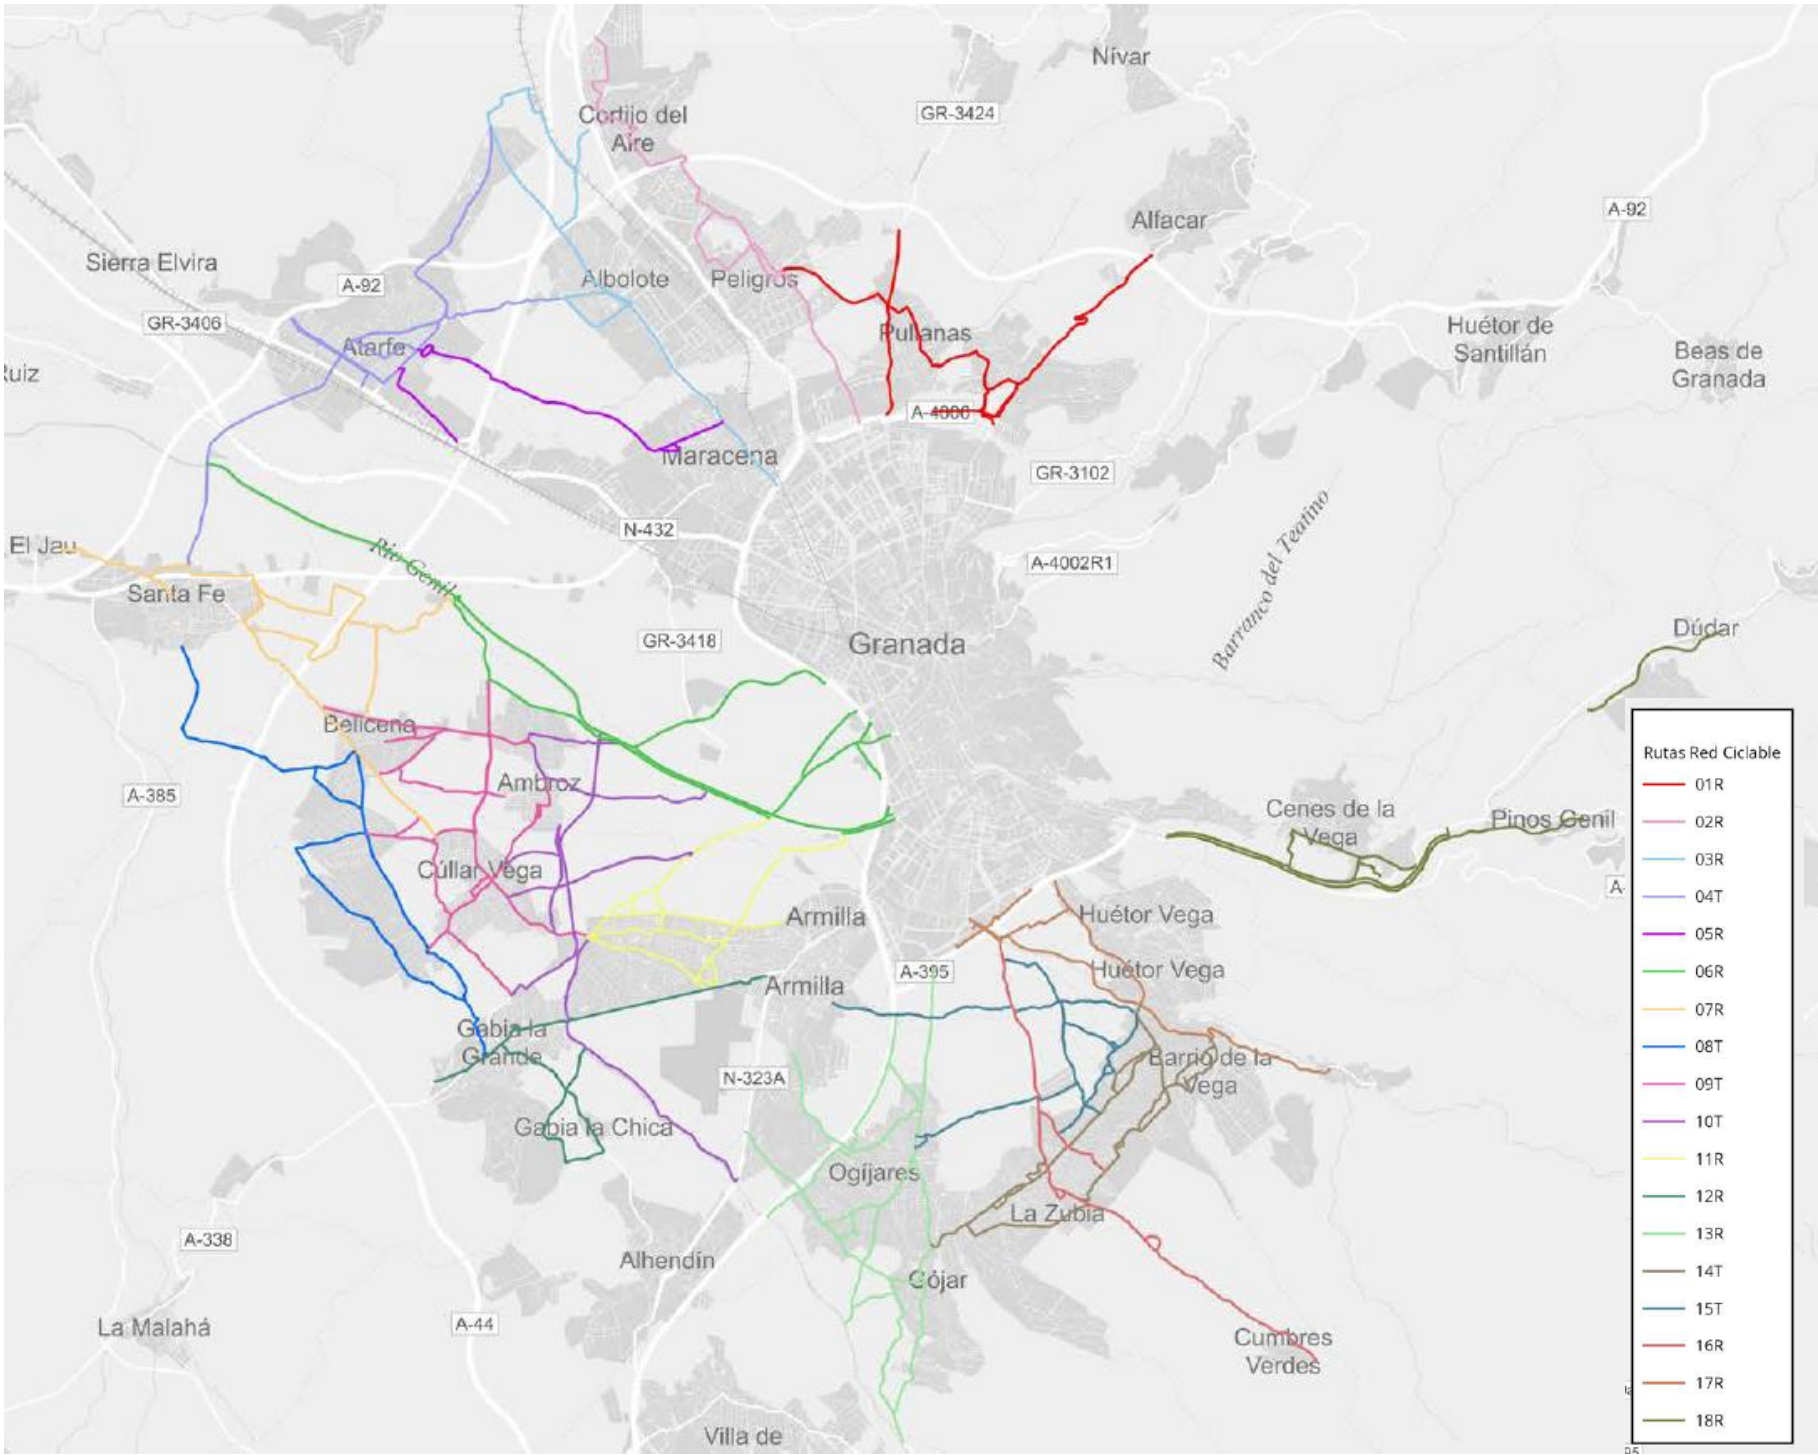 Nívar
Cortijo del
Aire
GR-3424
Alfacar
A-92
Sierra Elvira
A-92
Albolote
Peligros
GR-3406
Atarfe
Pulianas
Huétor de
Santillán
Beas de
Granada
A-4006
Maracena
GR-3102
N-432
El Jau
Río Genil
A-4002R1
Barranco del Teatino
Santa Fe
GR-3418
Granada
Dúdar
Belicena
A-385
Ambroz
Cenes de la
Vega
Pinos Genil
Cúllar Vega
Armilla
Huétor Vega
A-395
Huétor Vega
Armilla
Gabia la
Grande
N-323A
Barrio de la
Vega
Gabia la Chica
Ogíjares
La Zubia
A-338
Alhendín
Gójar
La Malahá
A-44
Cumbres
Verdes
Villa de
Rutas Red Ciclable
01R
02R
03R
04T
05R
06R
07R
08T
09T
10T
11R
12R
13R
14T
15T
16R
17R
18R